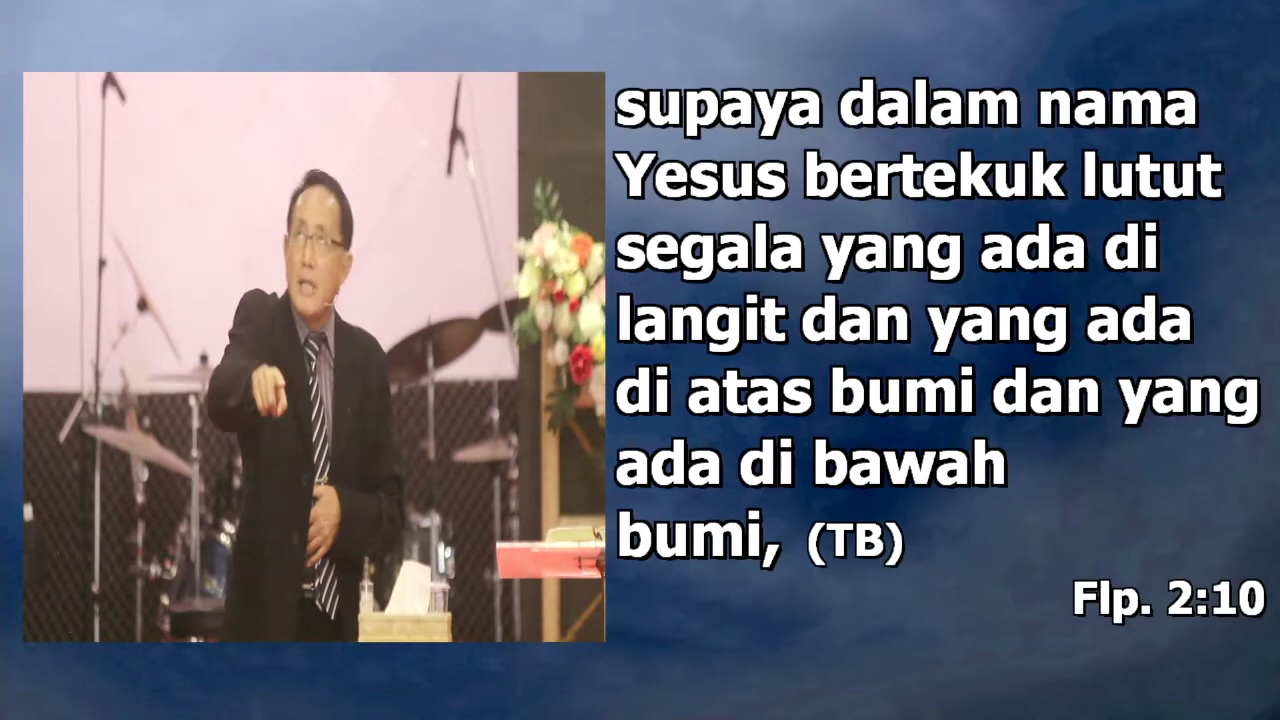 supaya dalam nama
Yesus bertekuk lutut
segala yang ada di
langit dan yang ada
di atas bumi dan yang
ada di bawah
bumi, (TB)
Flp. 2:10